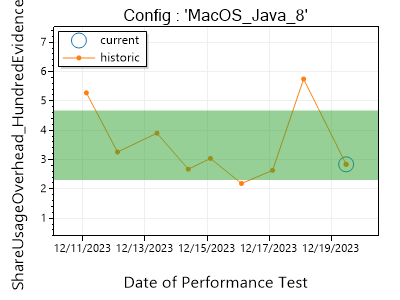 Config : 'MacOS_Java_8'
ShareUsageOverhead_HundredEvidence
7
6
5
4
3
2
1
current
historic
12/11/2023 12/13/2023 12/15/2023 12/17/2023 12/19/2023
Date of Performance Test